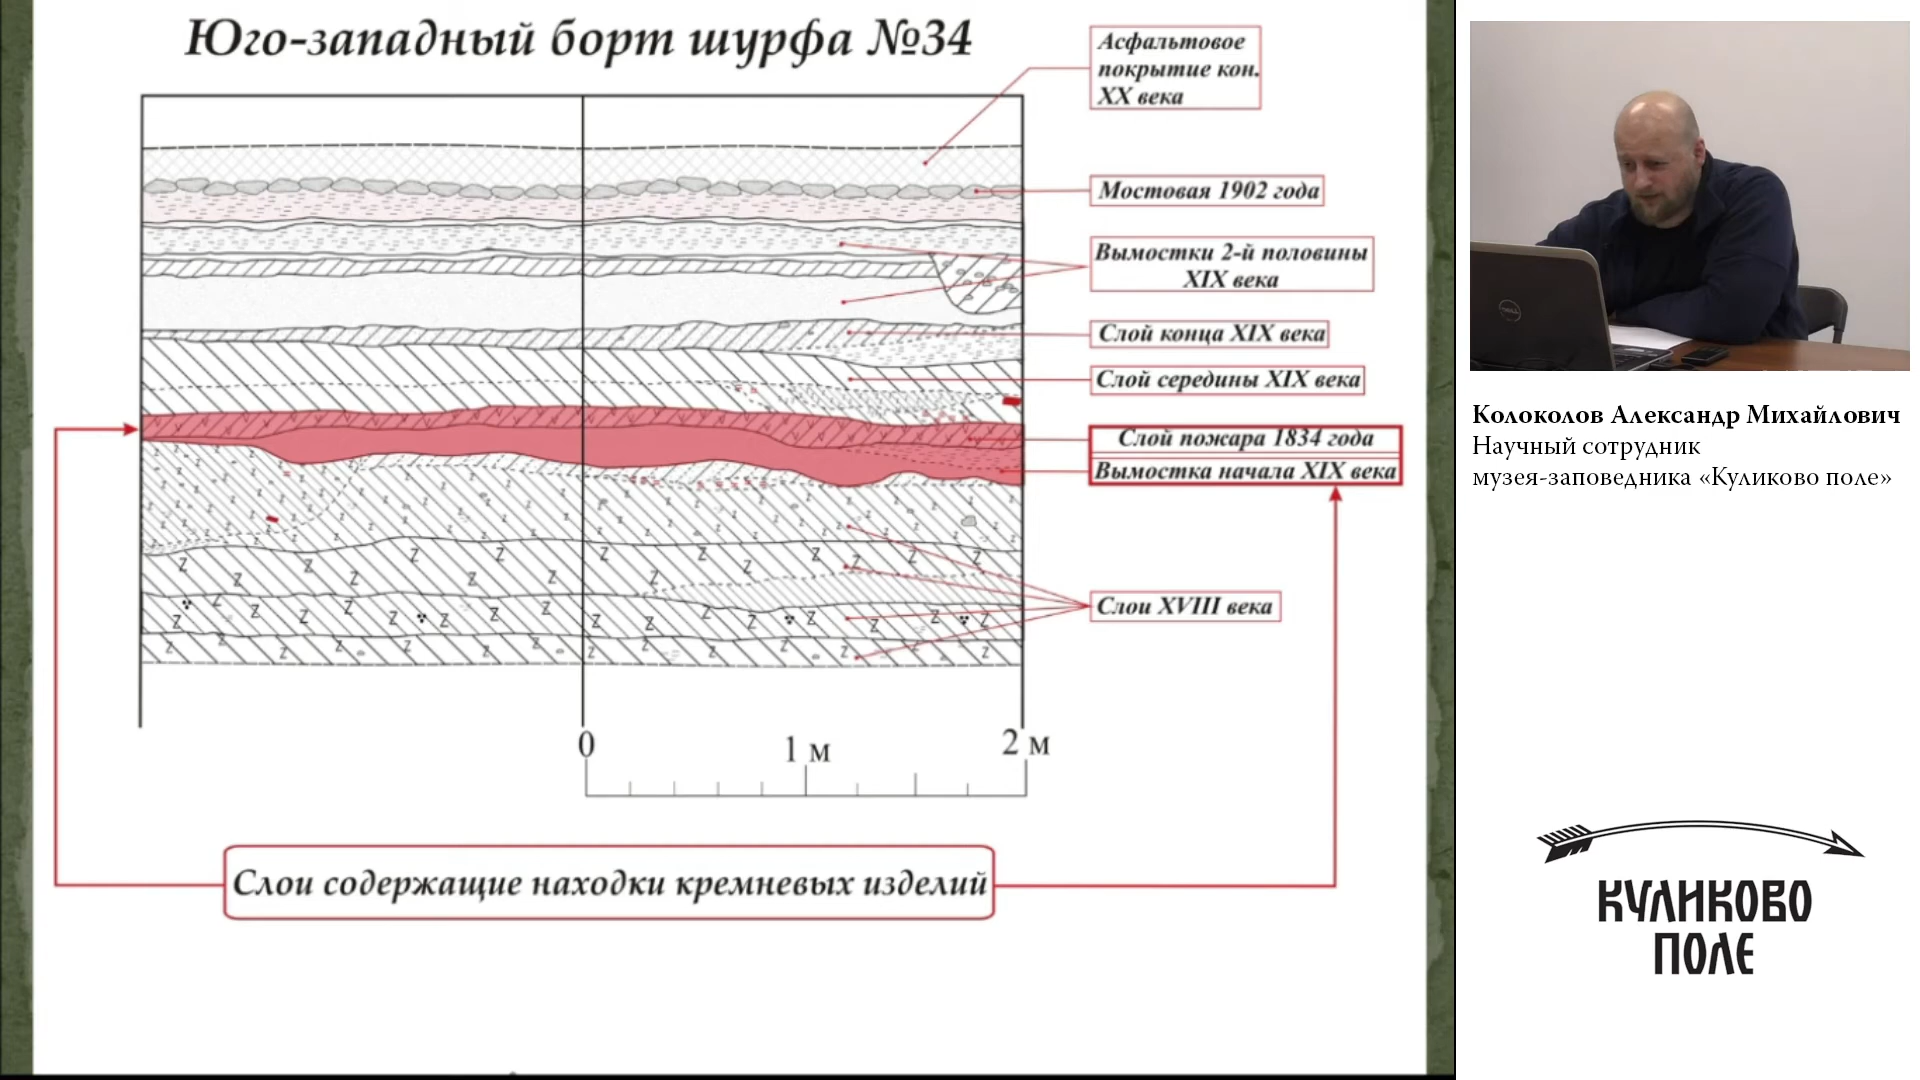 Юго-западный борт шурфа №34
Асфальтовое
покрытие кон.
XX века
Мостовая 1902 года
Вымостки 2-й половины
XIX века
Слой конца XIX века
Слой середины XIX века
Слой пожара 1834 года
Вымостка начала XIX века
Слои XVIII века
0
1 м
2 м
Слои содержащие находки кремневых изделий
Колоколов Александр Михайлович
Научный сотрудник
музея-заповедника «Куликово поле»
КУЛИКОВО
ПОЛЕ